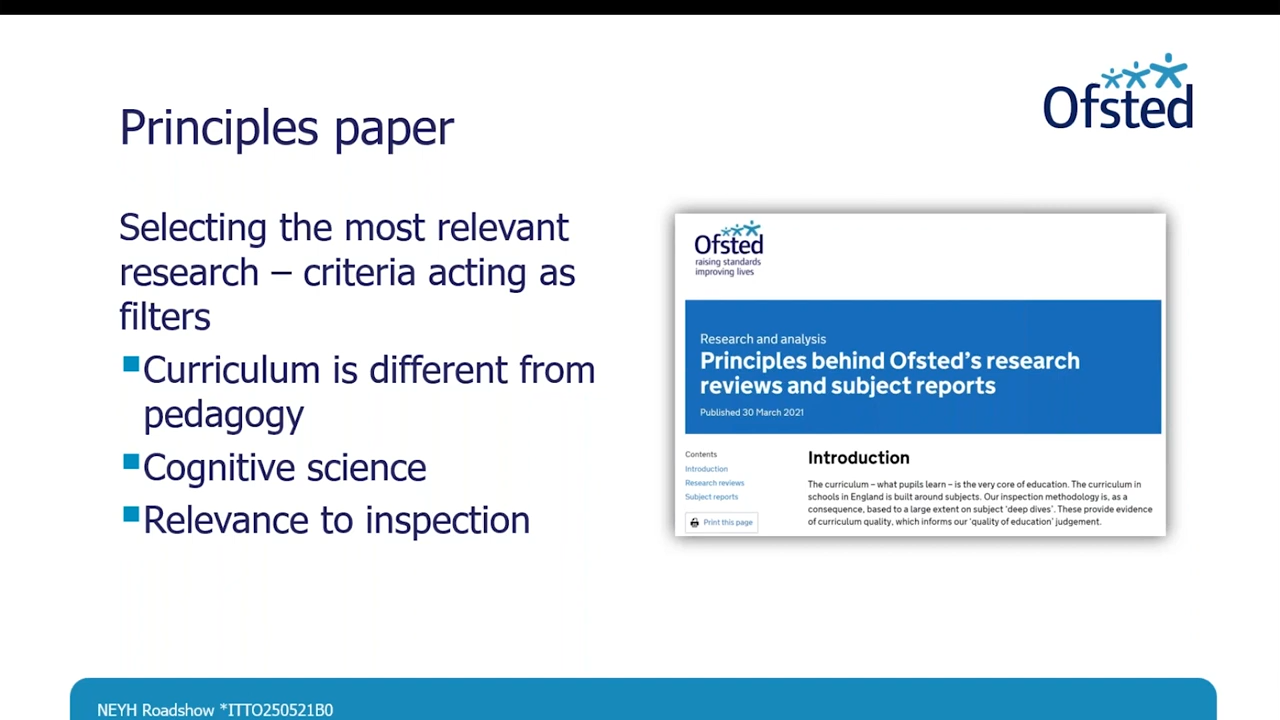 Ofsted
Principles paper
Selecting the most relevant
research – criteria acting as
filters
Curriculum is different from
pedagogy
Cognitive science
Relevance to inspection
Ofsted
raising standards
improving lives
Research and analysis
Principles behind Ofsted’s research
reviews and subject reports
Published 30 March 2021
Contents
Introduction
Research reviews
Subject reports
Print this page
Introduction
The curriculum – what pupils learn – is the very core of education. The curriculum in
schools in England is built around subjects. Our inspection methodology is, as a
consequence, based to a large extent on subject ‘deep dives’. These provide evidence
of curriculum quality, which informs our ‘quality of education’ judgement.
NEYH Roadshow *ITTO250521B0